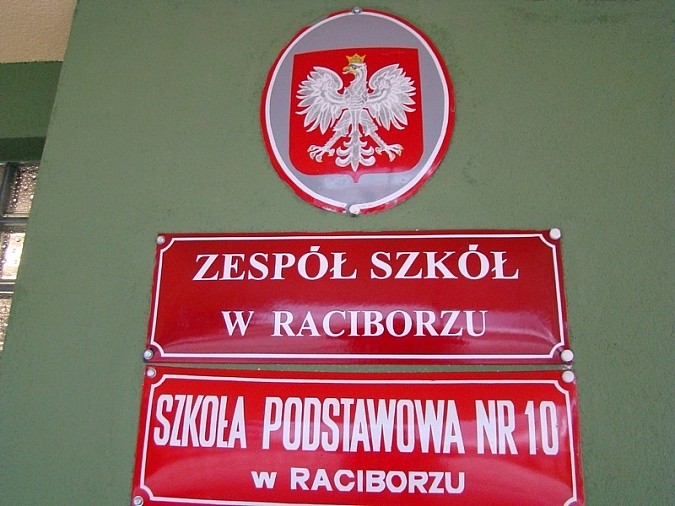 ZESPÓŁ SZKÓŁ
W RACIBORZU
SZKOŁA PODSTAWOWA NR 10
W RACIBORZU